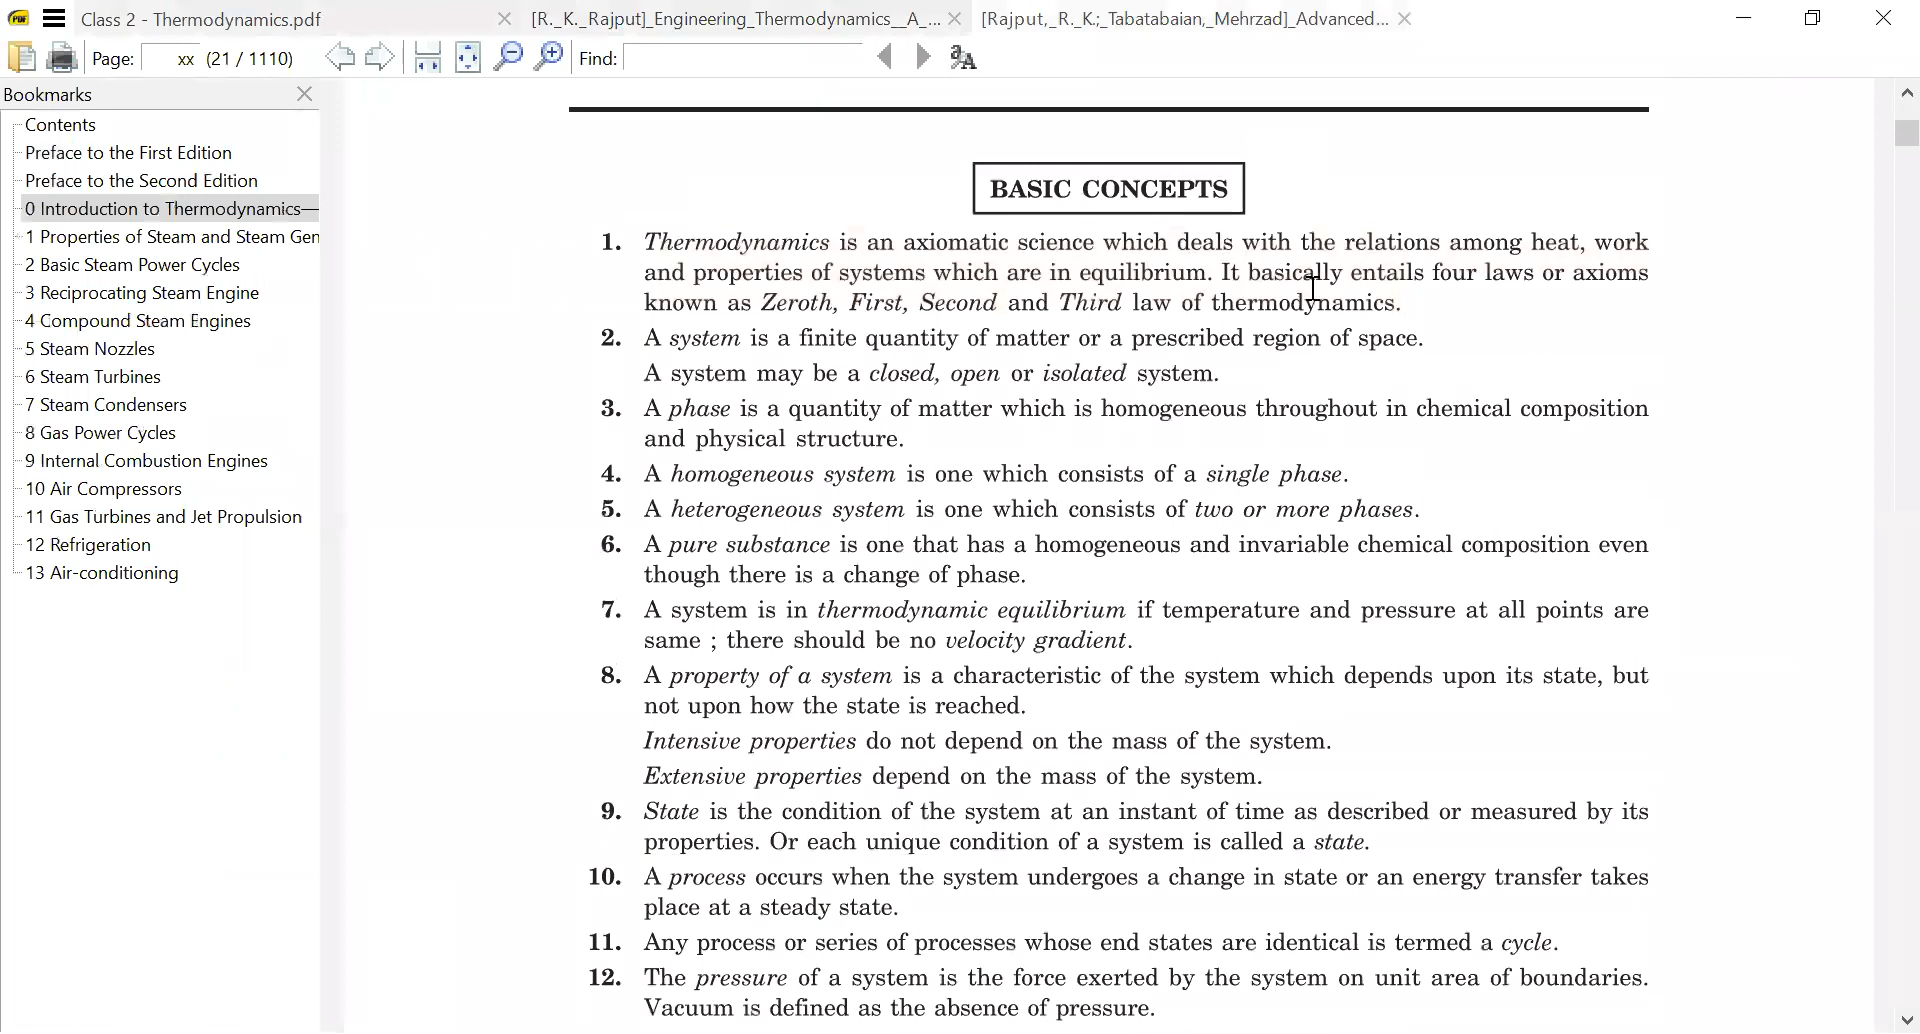 Class 2 - Thermodynamics.pdf
[R._K._Rajput]_Engineering_Thermodynamics__A_...
[Rajput,_R._K.;_Tabatabaian,_Mehrzad]_Advanced...
Page: xx (21 / 1110) Find:
Bookmarks
Contents
Preface to the First Edition
Preface to the Second Edition
0 Introduction to Thermodynamics—
1 Properties of Steam and Steam Gen
2 Basic Steam Power Cycles
3 Reciprocating Steam Engine
4 Compound Steam Engines
5 Steam Nozzles
6 Steam Turbines
7 Steam Condensers
8 Gas Power Cycles
9 Internal Combustion Engines
10 Air Compressors
11 Gas Turbines and Jet Propulsion
12 Refrigeration
13 Air-conditioning
BASIC CONCEPTS
1. Thermodynamics is an axiomatic science which deals with the relations among heat, work
and properties of systems which are in equilibrium. It basically entails four laws or axioms
known as Zeroth, First, Second and Third law of thermodynamics.
2. A system is a finite quantity of matter or a prescribed region of space.
A system may be a closed, open or isolated system.
3. A phase is a quantity of matter which is homogeneous throughout in chemical composition
and physical structure.
4. A homogeneous system is one which consists of a single phase.
5. A heterogeneous system is one which consists of two or more phases.
6. A pure substance is one that has a homogeneous and invariable chemical composition even
though there is a change of phase.
7. A system is in thermodynamic equilibrium if temperature and pressure at all points are
same ; there should be no velocity gradient.
8. A property of a system is a characteristic of the system which depends upon its state, but
not upon how the state is reached.
Intensive properties do not depend on the mass of the system.
Extensive properties depend on the mass of the system.
9. State is the condition of the system at an instant of time as described or measured by its
properties. Or each unique condition of a system is called a state.
10. A process occurs when the system undergoes a change in state or an energy transfer takes
place at a steady state.
11. Any process or series of processes whose end states are identical is termed a cycle.
12. The pressure of a system is the force exerted by the system on unit area of boundaries.
Vacuum is defined as the absence of pressure.